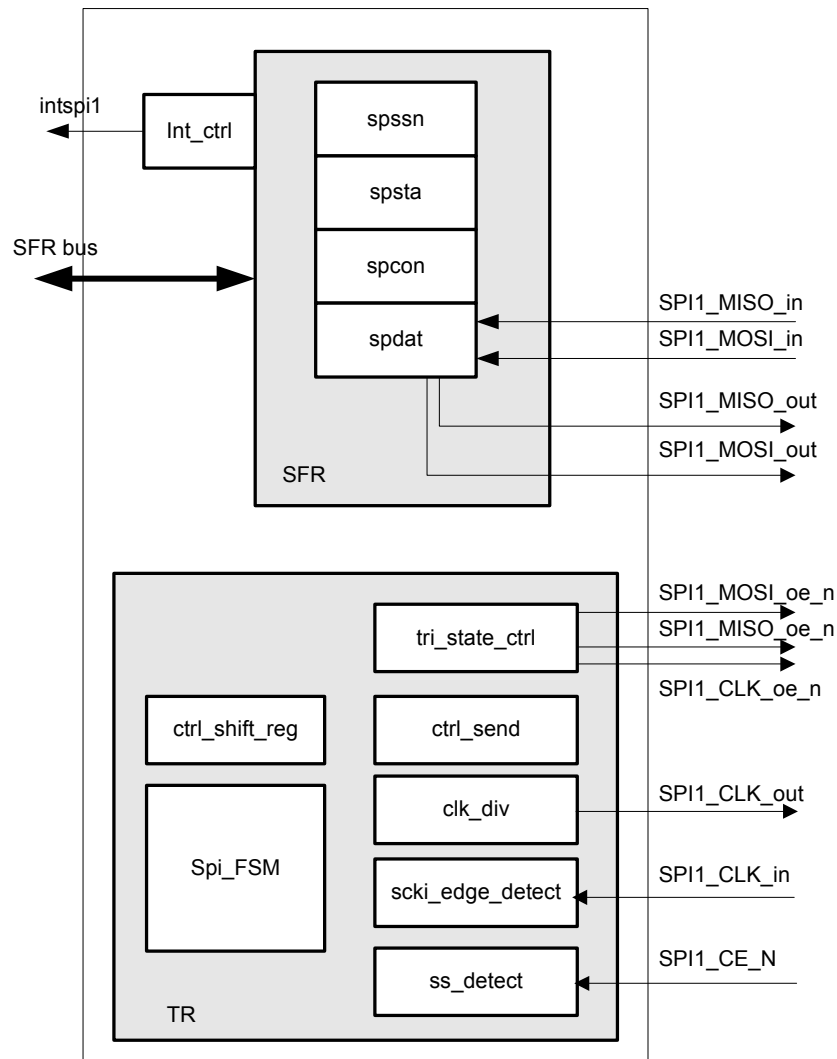 intspi1
Int_ctrl
spssn
spsta
SFR bus
spcon
spdat
SPI1_MISO_in
SPI1_MOSI_in
SPI1_MISO_out
SPI1_MOSI_out
SFR
SPI1_MOSI_oe_n
tri_state_ctrl
SPI1_MISO_oe_n
SPI1_CLK_oe_n
ctrl_shift_reg
ctrl_send
clk_div
SPI1_CLK_out
Spi_FSM
scki_edge_detect
SPI1_CLK_in
ss_detect
SPI1_CE_N
TR